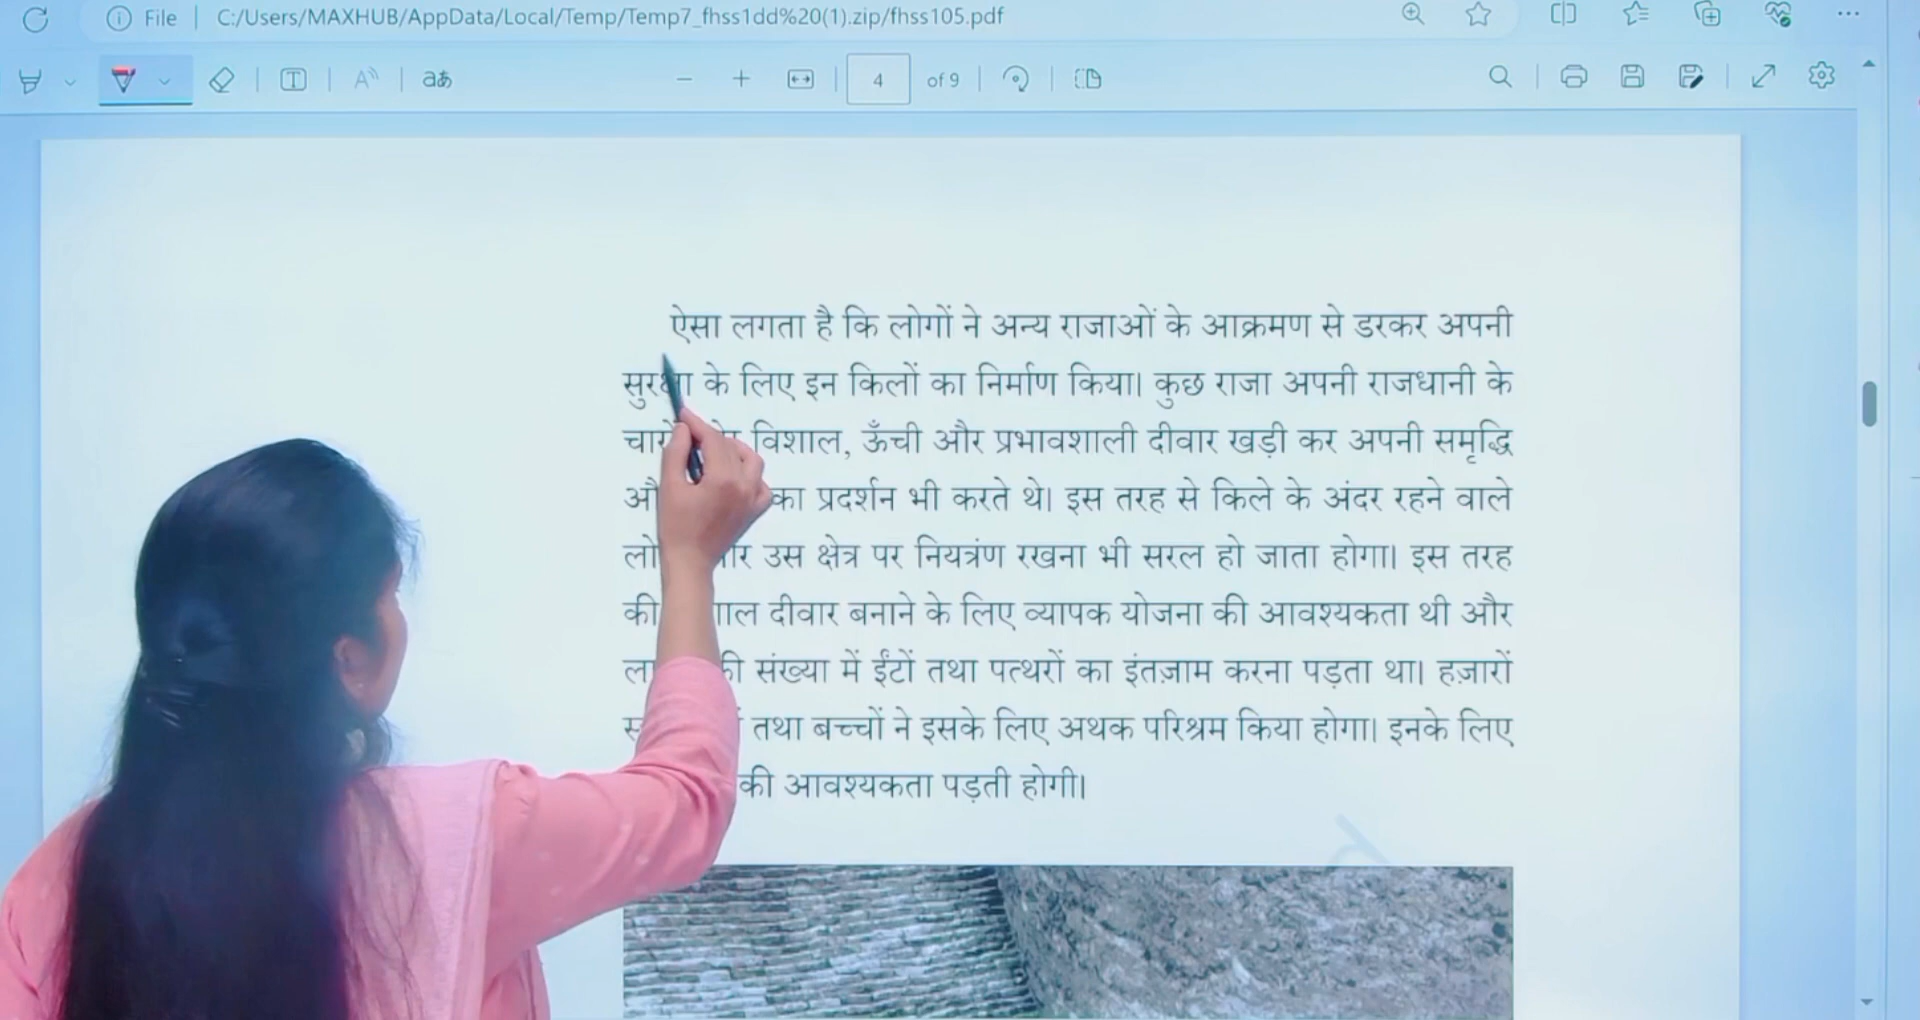 File | C:/Users/MAXHUB/AppData/Local/Temp/Temp7_fhss1dd%20(1).zip/fhss105.pdf
T A aあ 4 of 9
ऐसा लगता है कि लोगों ने अन्य राजाओं के आक्रमण से डरकर अपनी
सुरक्षा के लिए इन किलों का निर्माण किया। कुछ राजा अपनी राजधानी के
विशाल, ऊँची और प्रभावशाली दीवार खड़ी कर अपनी समृद्धि
का प्रदर्शन भी करते थे। इस तरह से किले के अंदर रहने वाले
उस क्षेत्र पर नियत्रंण रखना भी सरल हो जाता होगा। इस तरह
की दीवार बनाने के लिए व्यापक योजना की आवश्यकता थी और
संख्या में ईंटों तथा पत्थरों का इंतज़ाम करना पड़ता था। हज़ारों
तथा बच्चों ने इसके लिए अथक परिश्रम किया होगा। इनके लिए
की आवश्यकता पड़ती होगी।